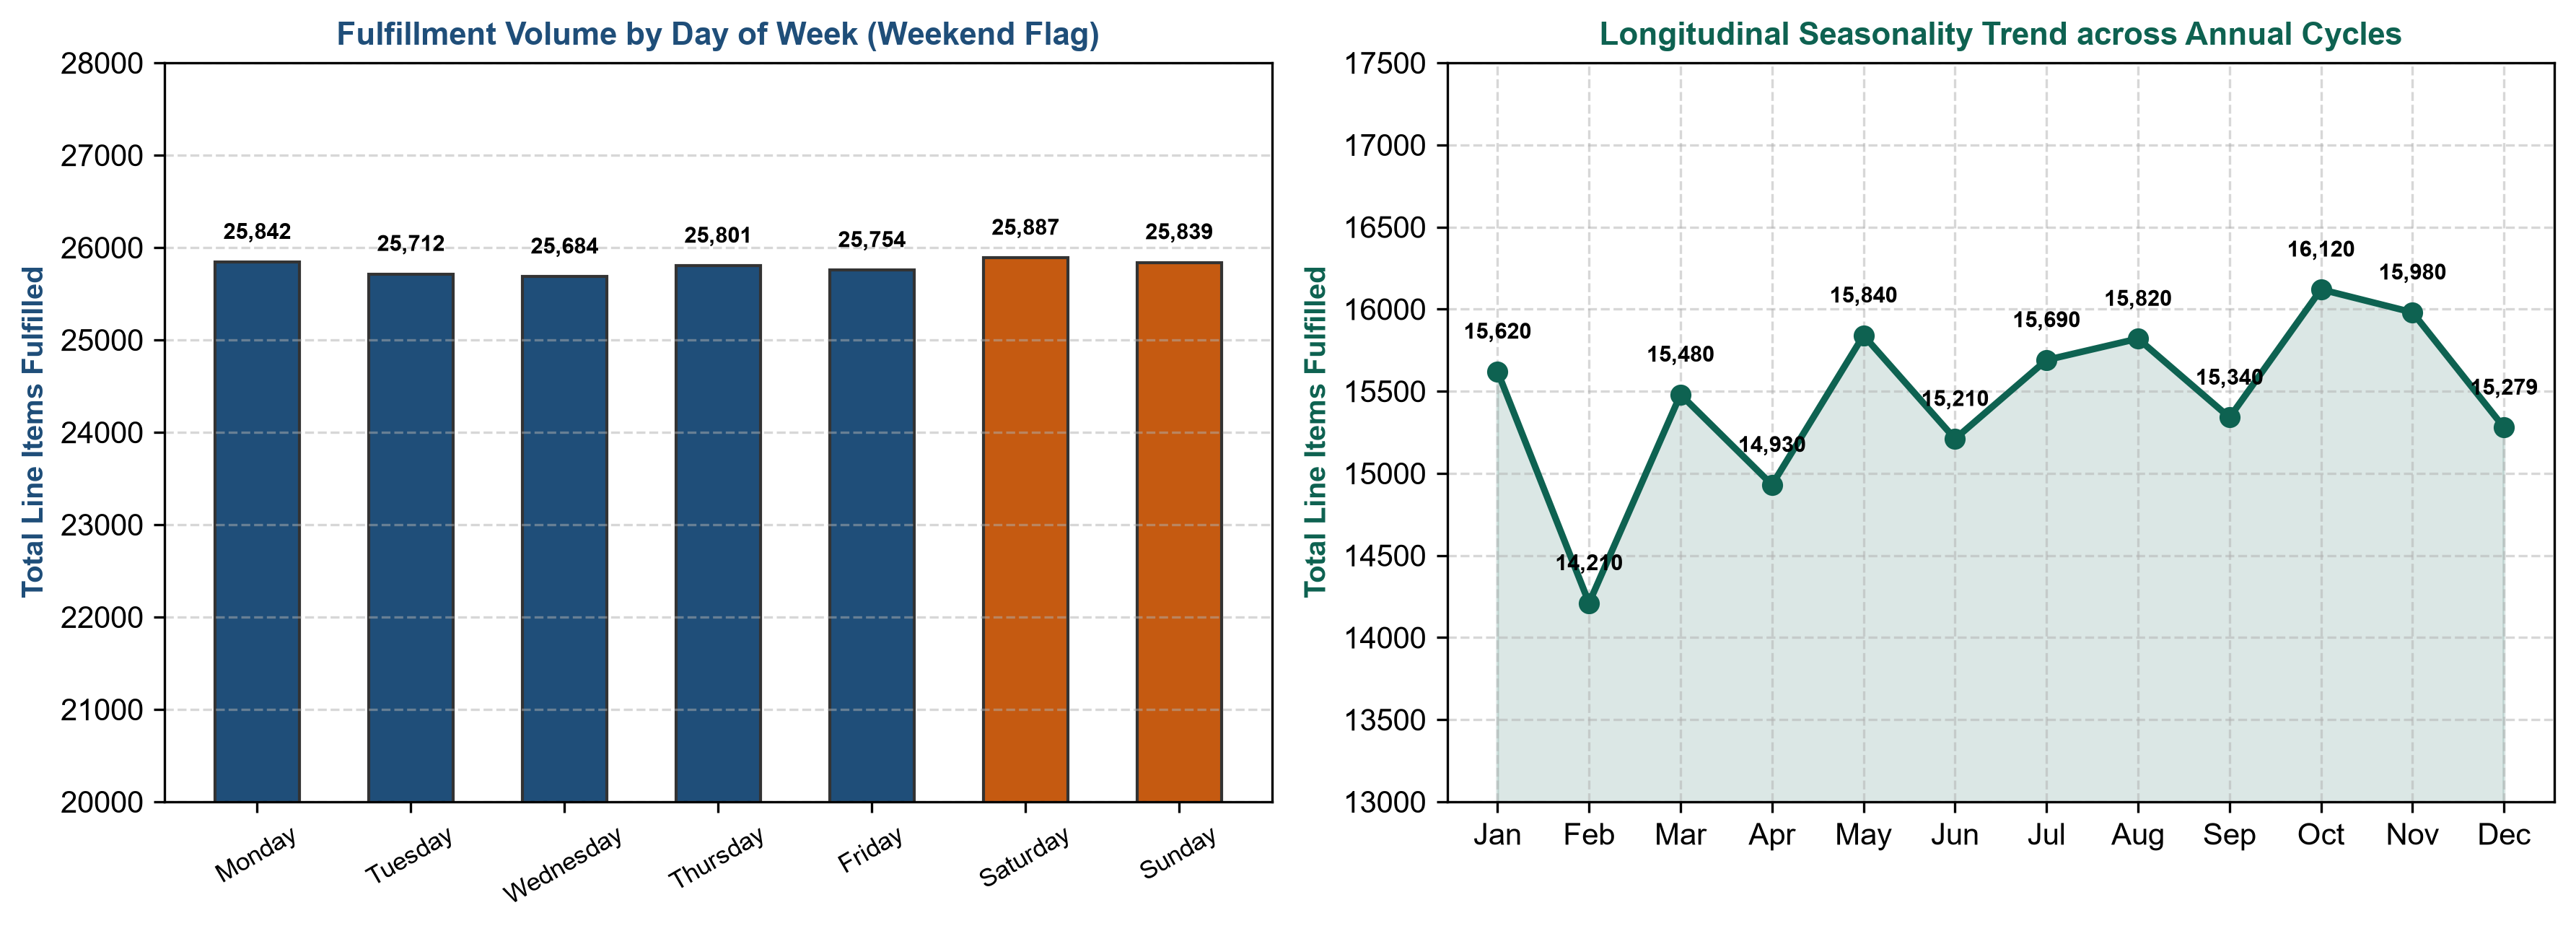 Fulfillment Volume by Day of Week (Weekend Flag)
Total Line Items Fulfilled
28000
27000
26000
25000
24000
23000
22000
21000
20000
25,842
25,712
25,684
25,801
25,754
25,887
25,839
Monday
Tuesday
Wednesday
Thursday
Friday
Saturday
Sunday
Longitudinal Seasonality Trend across Annual Cycles
Total Line Items Fulfilled
17500
17000
16500
16000
15500
15000
14500
14000
13500
13000
15,620
14,210
15,480
14,930
15,840
15,210
15,690
15,820
15,340
16,120
15,980
15,279
Jan
Feb
Mar
Apr
May
Jun
Jul
Aug
Sep
Oct
Nov
Dec